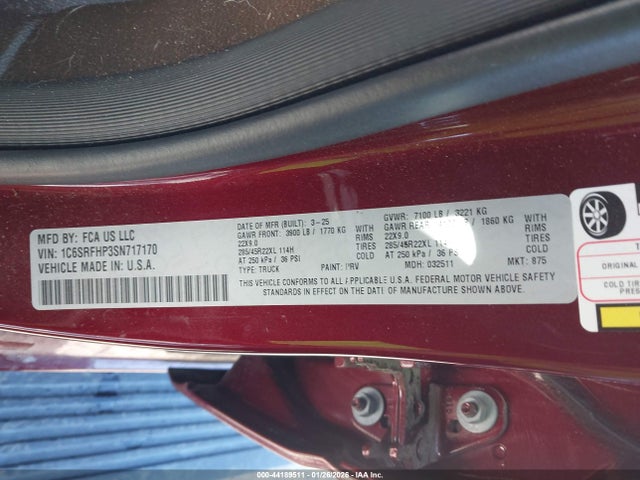 MFD BY: FCA US LLC
VIN: 1C6SRFHP3SN717170
VEHICLE MADE IN U.S.A.
DATE OF MFR (BUILT): 3-25
GAWR FRONT: 3900 LB / 1770 KG
22X9.0
285/45R22XL 114H
AT 250 kPa / 36 PSI
WITH
TIRES
RIMS
COLD
GVWR: 7100 LB / 3221 KG
GAWR REAR / 1860 KG
22X9.0
285/45R22XL
AT 250 kPa / 36 PSI
WITH
TIRES
RIMS
COLD
TYPE: TRUCK
PAINT: PRV
MDH: 032511
MKT: 875
THIS VEHICLE CONFORMS TO ALL APPLICABLE U.S.A. FEDERAL MOTOR VEHICLE SAFETY
STANDARDS IN EFFECT ON THE DATE OF MANUFACTURE SHOWN ABOVE.
ORIGINAL
COLD TIR
PRES
000-44189511 - 01/26/2026 - IAAI